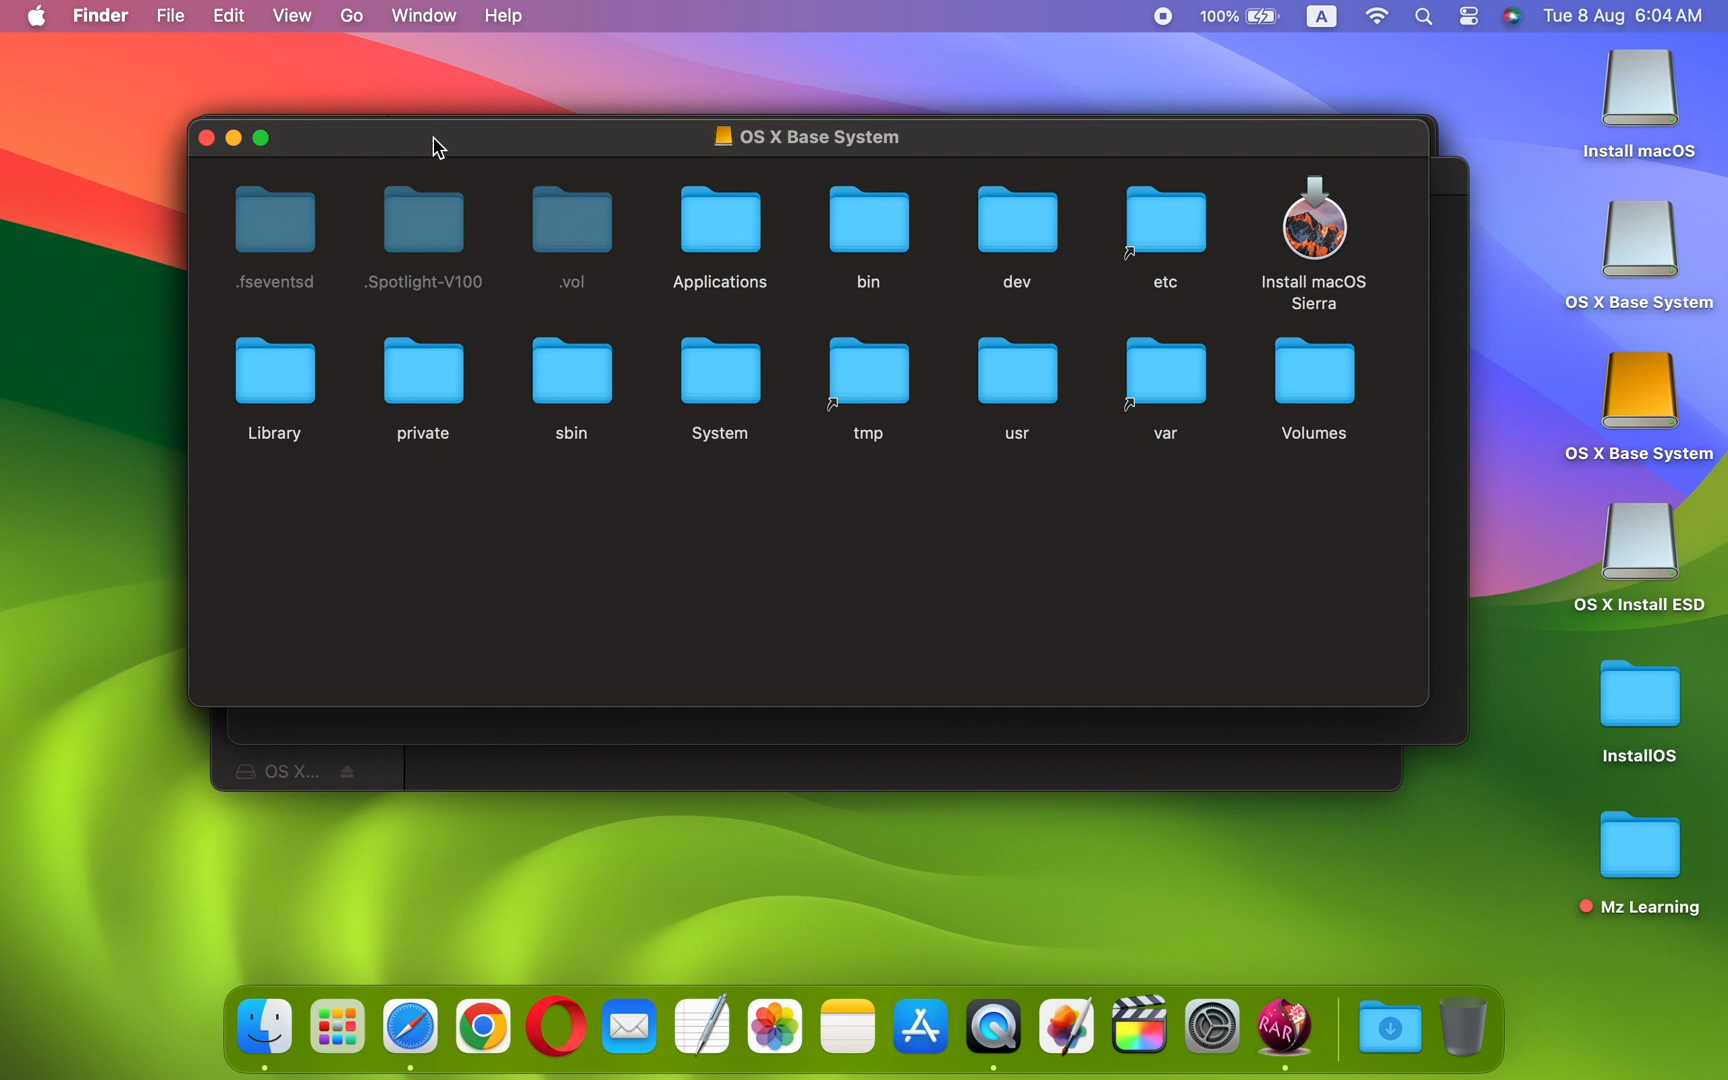 Finder File Edit View Go Window Help 100% A Tue 8 Aug 6:04 AM
OS X Base System
.fseventsd .Spotlight-V100 .vol Applications bin dev etc Install macOS
Sierra
Library private sbin System tmp usr var Volumes
OS X...
Install macOS
OS X Base System
OS X Base System
OS X Install ESD
InstallOS
Mz Learning
RAR